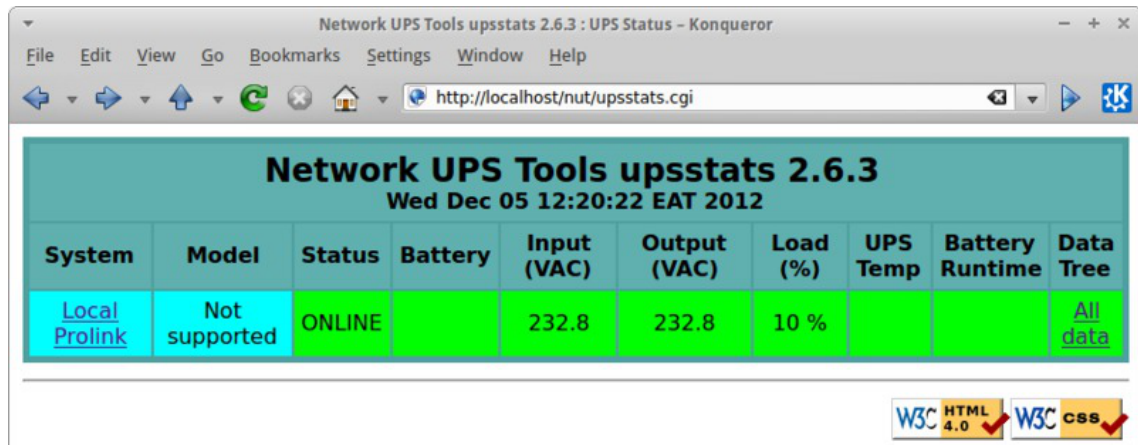 Network UPS Tools upsstats 2.6.3 : UPS Status – Konqueror
File Edit View Go Bookmarks Settings Window Help
http://localhost/nut/upsstats.cgi
Network UPS Tools upsstats 2.6.3
Wed Dec 05 12:20:22 EAT 2012
System Model Status Battery Input (VAC) Output (VAC) Load (%) UPS Temp Battery Runtime Data Tree
Local Prolink Not supported ONLINE 232.8 232.8 10 % All data
W3C HTML 4.0 W3C css